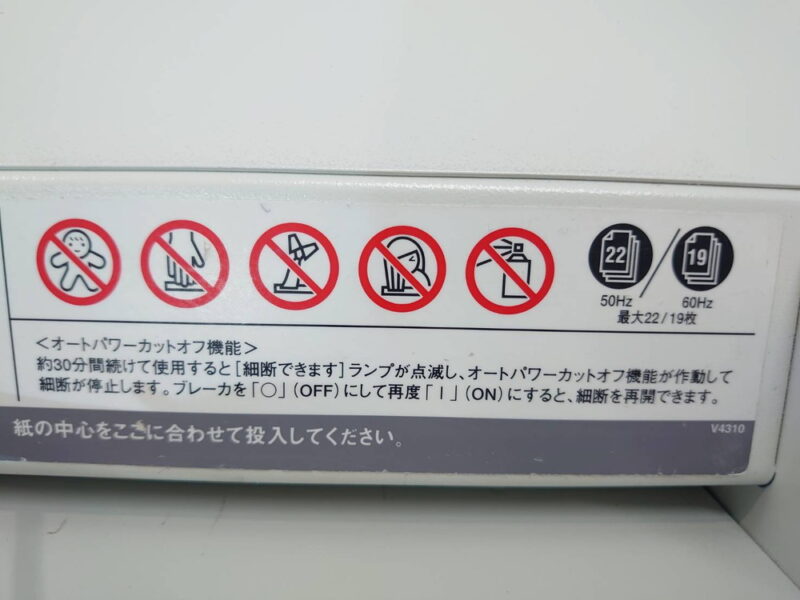 22 19
50Hz 60Hz
最大22/19枚
<オートパワーカットオフ機能>
約30分間続けて使用すると[細断できます]ランプが点滅し、オートパワーカットオフ機能が作動して
細断が停止します。ブレーカを「○」(OFF)にして再度「I」(ON)にすると、細断を再開できます。
紙の中心をここに合わせて投入してください。
V4310